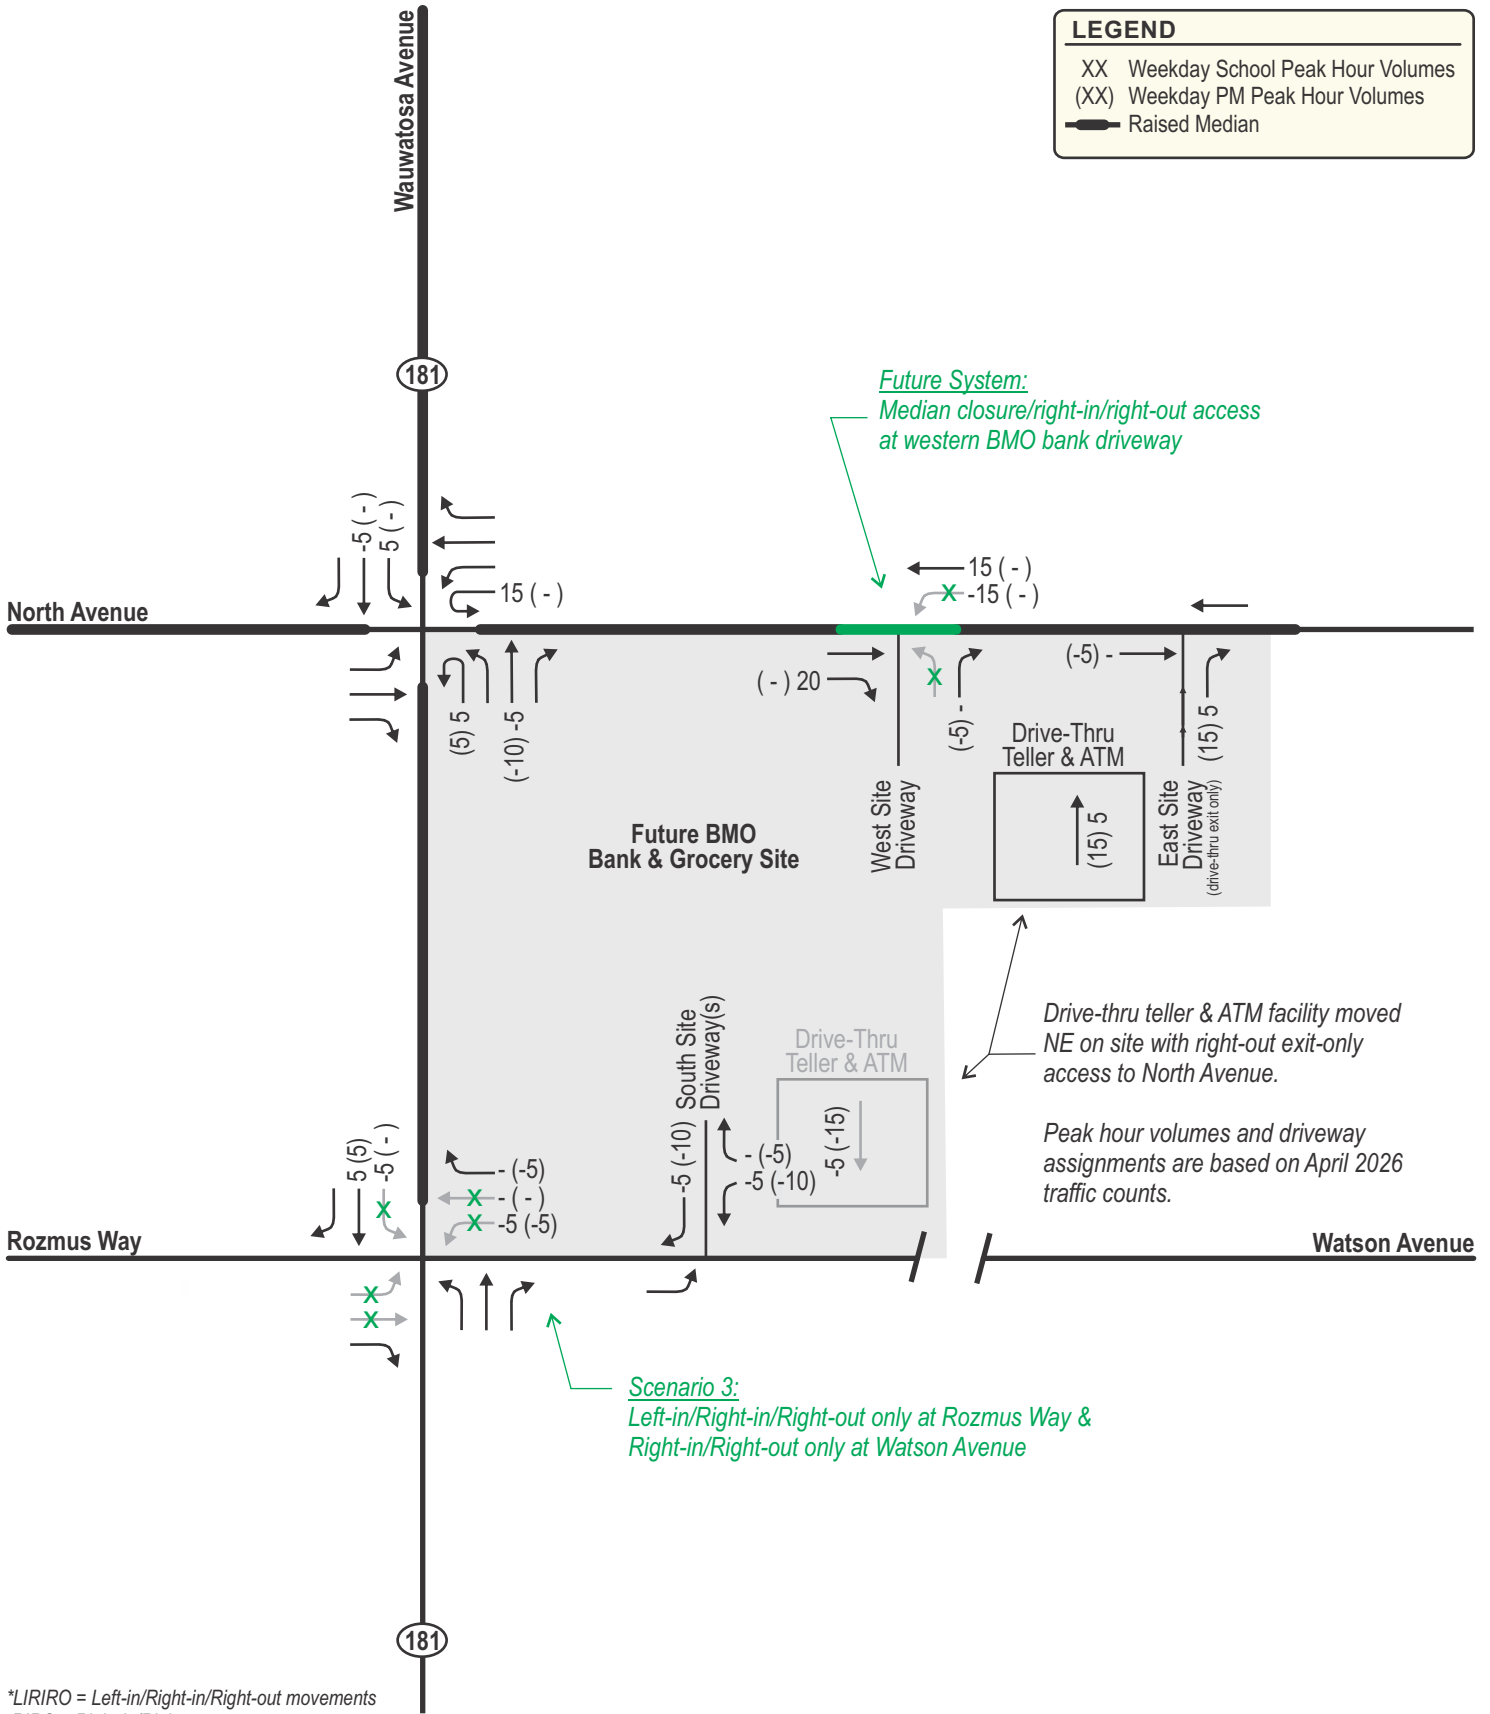 LEGEND
XX Weekday School Peak Hour Volumes
(XX) Weekday PM Peak Hour Volumes
Raised Median
Wauwatosa Avenue
181
Future System:
Median closure/right-in/right-out access
at western BMO bank driveway
-5 ( - )
5 ( - )
15 ( - )
15 ( - )
X -15 ( - )
North Avenue
(5) 5
(-10) -5
( - ) 20
X
(-5) -
(-5) -
(15) 5
Drive-Thru
Teller & ATM
(15) 5
West Site
Driveway
East Site
Driveway
(drive-thru exit only)
Future BMO
Bank & Grocery Site
Drive-thru teller & ATM facility moved
NE on site with right-out exit-only
access to North Avenue.
Peak hour volumes and driveway
assignments are based on April 2026
traffic counts.
South Site
Driveway(s)
Drive-Thru
Teller & ATM
-5 (-15)
-5 (-10)
- (-5)
-5 (-10)
5 (5)
-5 ( - )
X
- (-5)
X - ( - )
X -5 (-5)
Rozmus Way
Watson Avenue
X
X
Scenario 3:
Left-in/Right-in/Right-out only at Rozmus Way &
Right-in/Right-out only at Watson Avenue
181
*LIRIRO = Left-in/Right-in/Right-out movements